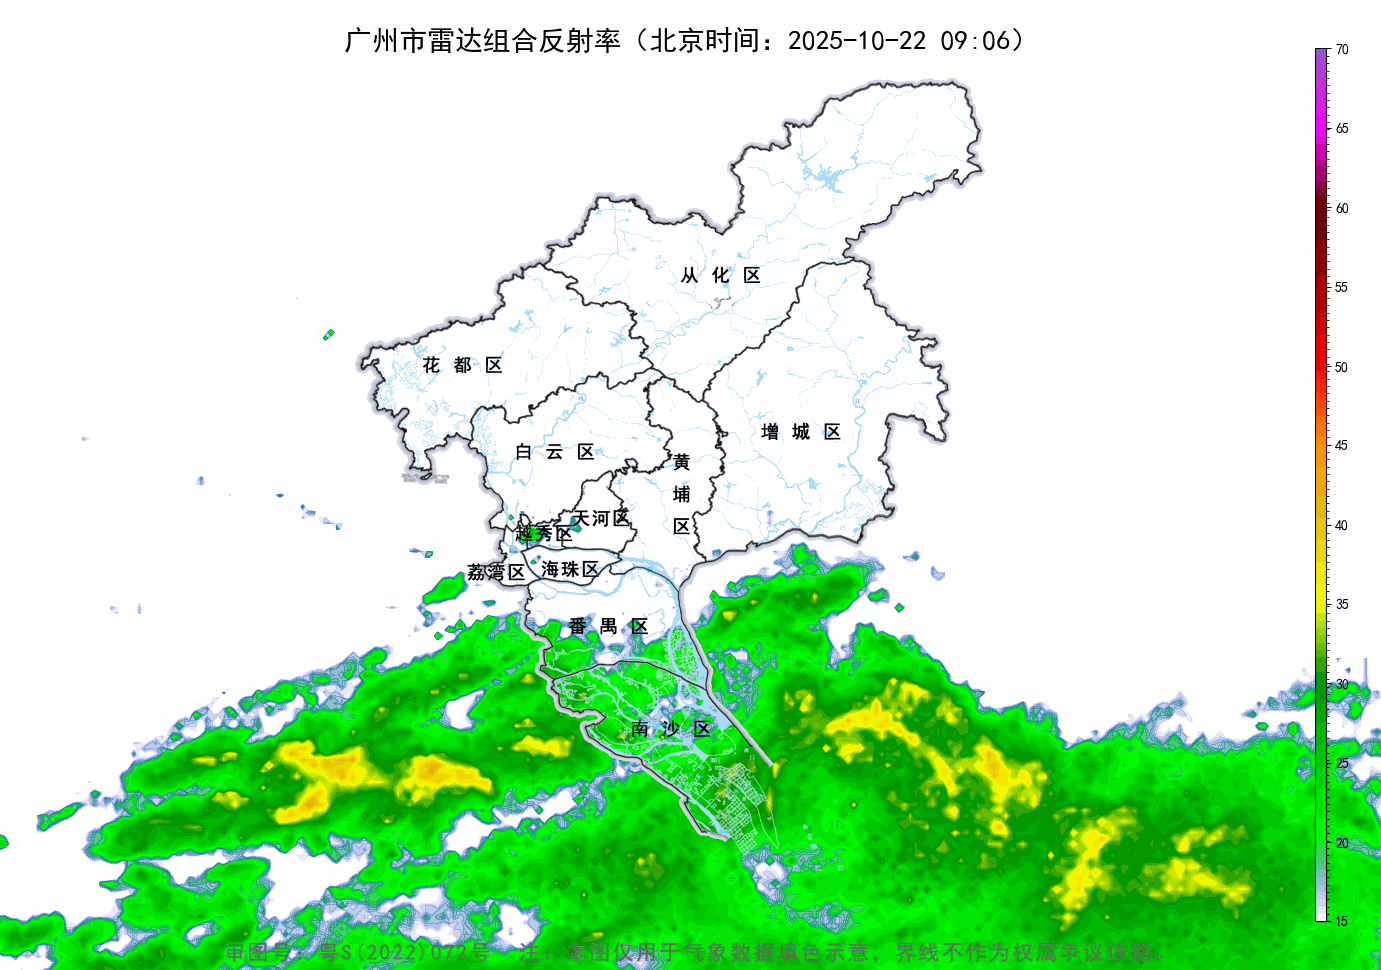 广州市雷达组合反射率（北京时间：2025-10-22 09:06）
70
65
60
55
50
45
40
35
30
25
20
15
从化区
花都区
增城区
白云区
黄埔区
天河区
越秀区
荔湾区
海珠区
番禺区
南沙区
审图号：粤S(2022)072号 注：本图仅用于气象数据填色示意，界线不作为权属争议依据。